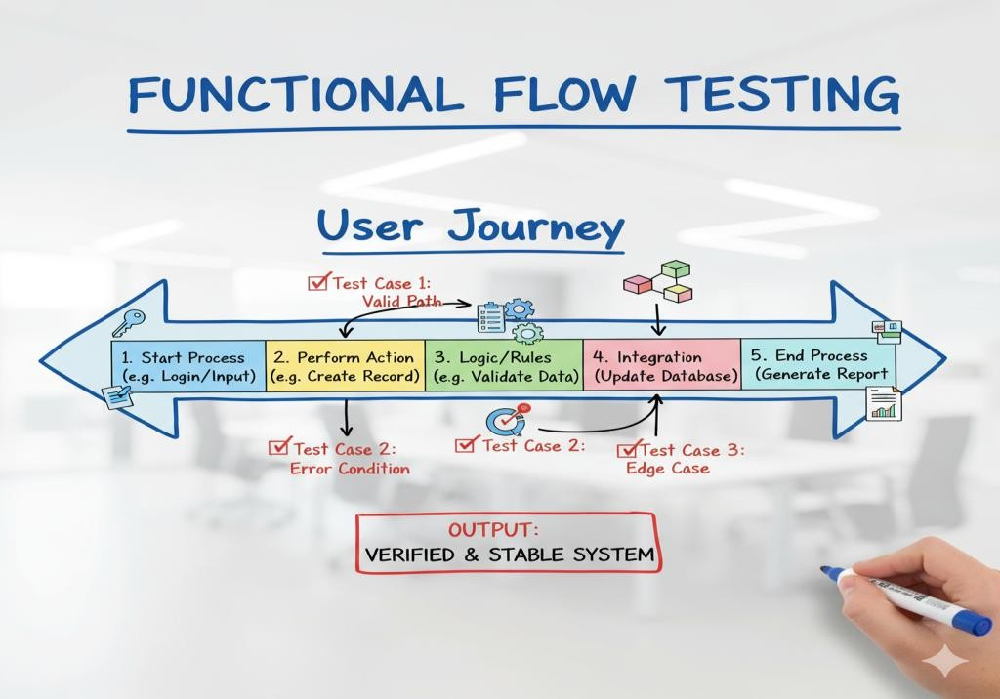 FUNCTIONAL FLOW TESTING
User Journey
Test Case 1:
Valid Path
1. Start Process
(e.g. Login/Input)
2. Perform Action
(e.g. Create Record)
3. Logic/Rules
(e.g. Validate Data)
4. Integration
(Update Database)
5. End Process
(Generate Report
Test Case 2:
Error Condition
Test Case 2:
Test Case 3:
Edge Case
OUTPUT:
VERIFIED & STABLE SYSTEM